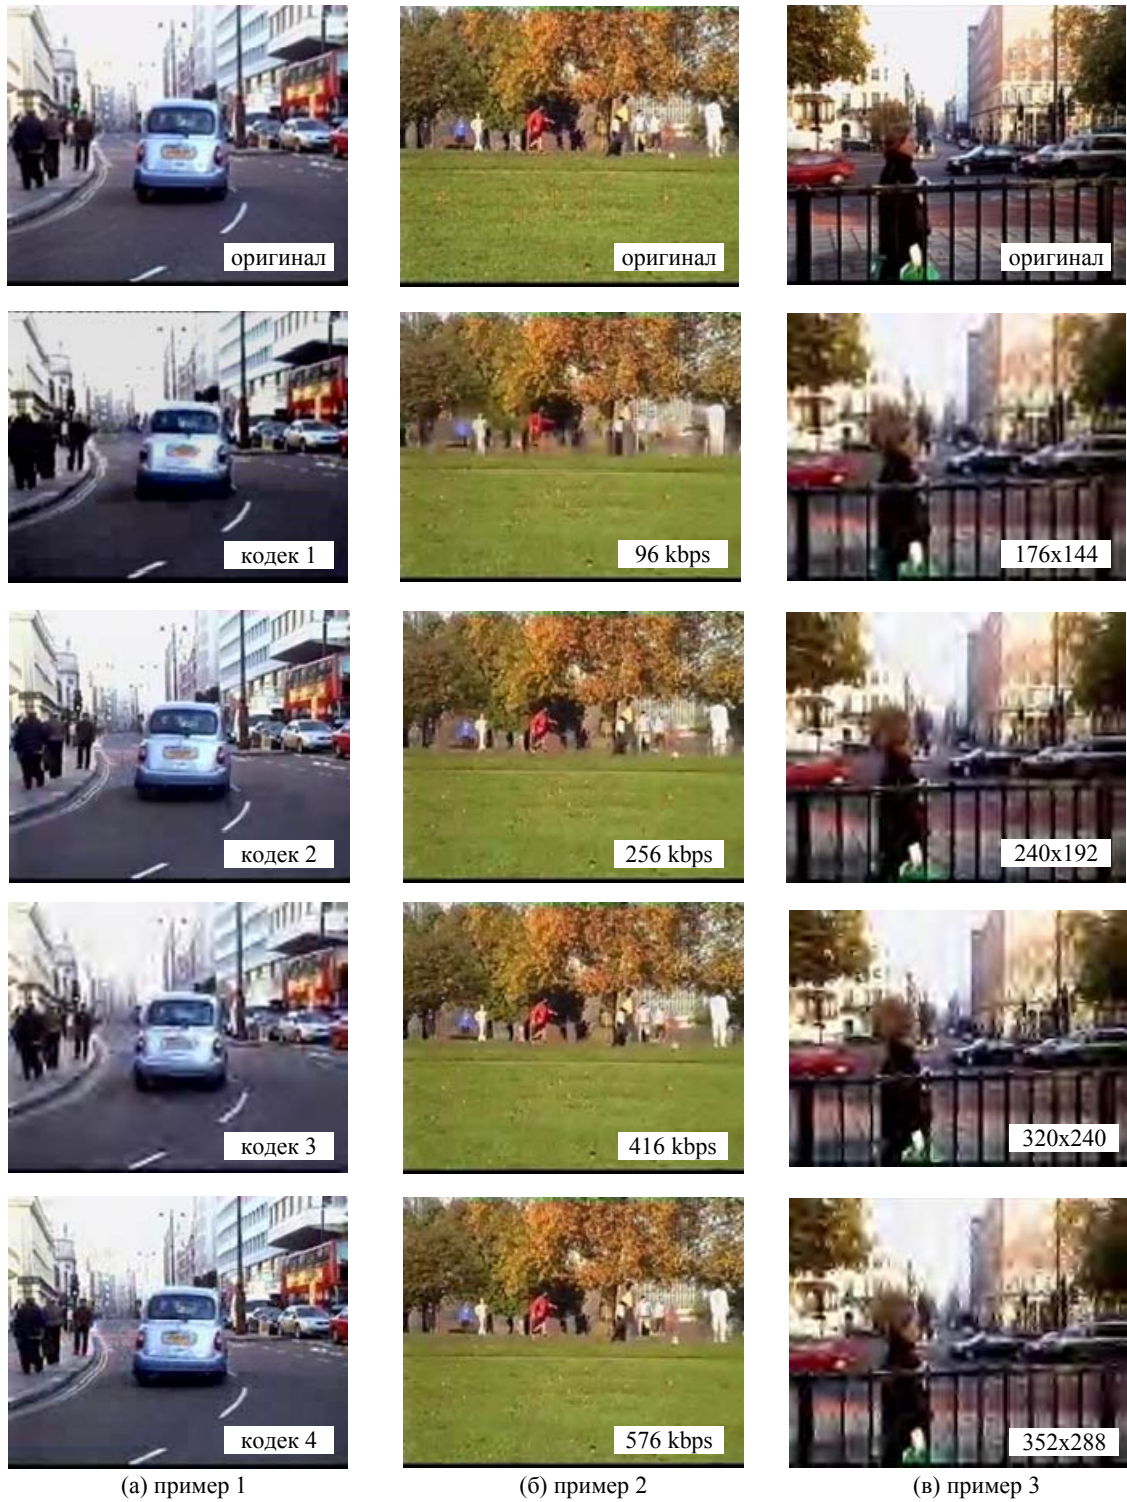 оригинал
оригинал
оригинал
кодек 1
96 kbps
176x144
кодек 2
256 kbps
240x192
кодек 3
416 kbps
320x240
кодек 4
576 kbps
352x288
(а) пример 1
(б) пример 2
(в) пример 3